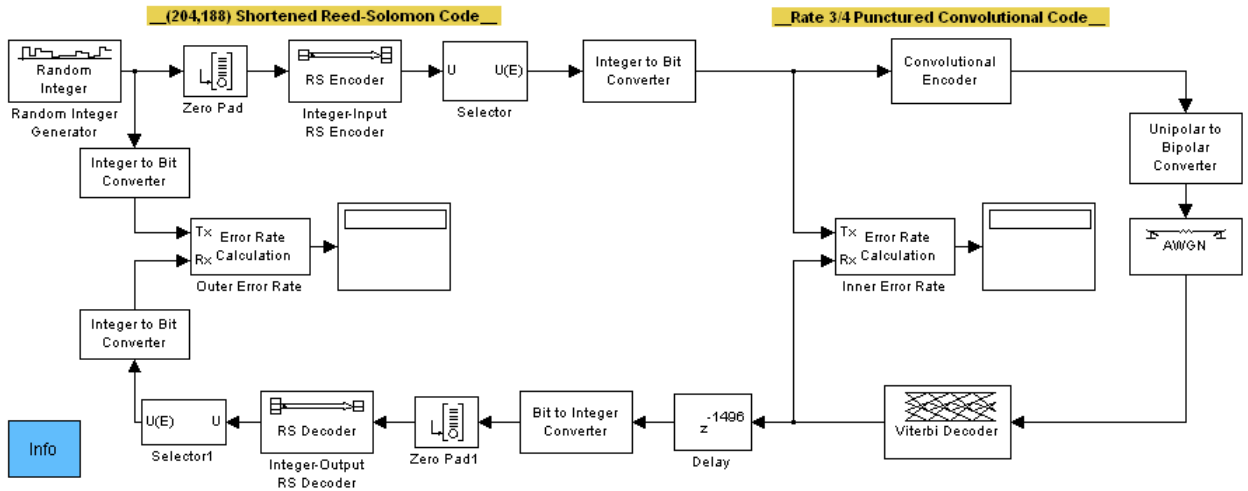 __(204,188) Shortened Reed-Solomon Code__
__Rate 3/4 Punctured Convolutional Code__
Random
Integer
Random Integer
Generator
Zero Pad
RS Encoder
Integer-Input
RS Encoder
U U(E)
Selector
Integer to Bit
Converter
Convolutional
Encoder
Unipolar to
Bipolar
Converter
AWGN
Integer to Bit
Converter
Tx
Rx
Error Rate
Calculation
Outer Error Rate
Tx
Rx
Error Rate
Calculation
Inner Error Rate
Integer to Bit
Converter
Info
U(E) U
Selector1
RS Decoder
Integer-Output
RS Decoder
Zero Pad1
Bit to Integer
Converter
z-1496
Delay
Viterbi Decoder